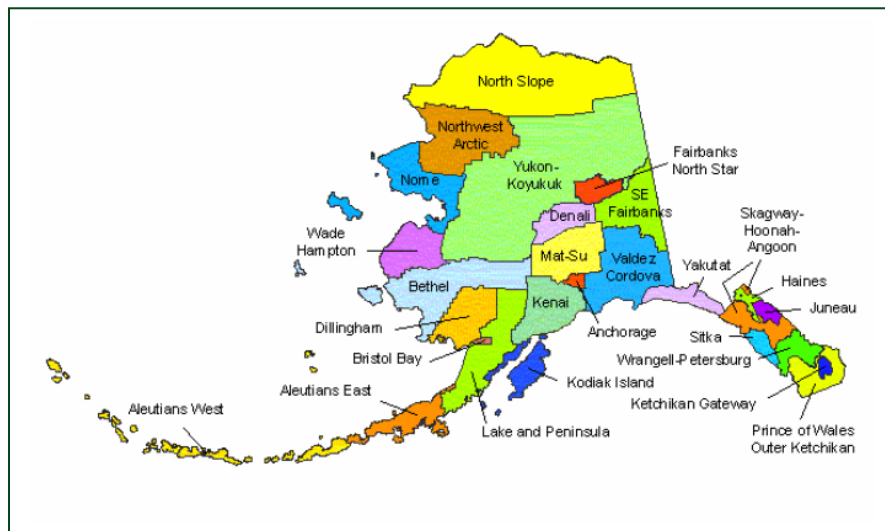 North Slope
Northwest
Arctic
Nome
Yukon-
Koyukuk
Fairbanks
North Star
SE
Fairbanks
Denali
Skagway-
Hoonah-
Angoon
Wade
Hampton
Mat-Su
Valdez
Cordova
Yakutat
Haines
Juneau
Bethel
Kenai
Dillingham
Anchorage
Sitka
Bristol Bay
Wrangell-Petersburg
Aleutians East
Kodiak Island
Ketchikan Gateway
Aleutians West
Lake and Peninsula
Prince of Wales
Outer Ketchikan